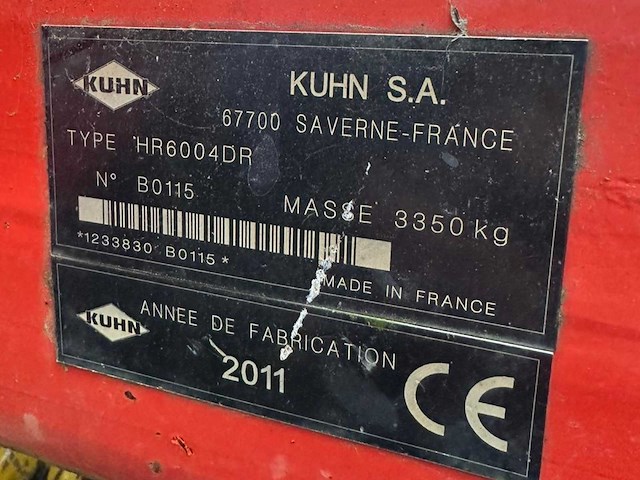 KUHN
KUHN S.A.
67700 SAVERNE-FRANCE
TYPE HR6004DR
N° B0115
MASSE 3350 kg
*1233830 B0115*
MADE IN FRANCE
KUHN
ANNEE DE FABRICATION
2011
CE